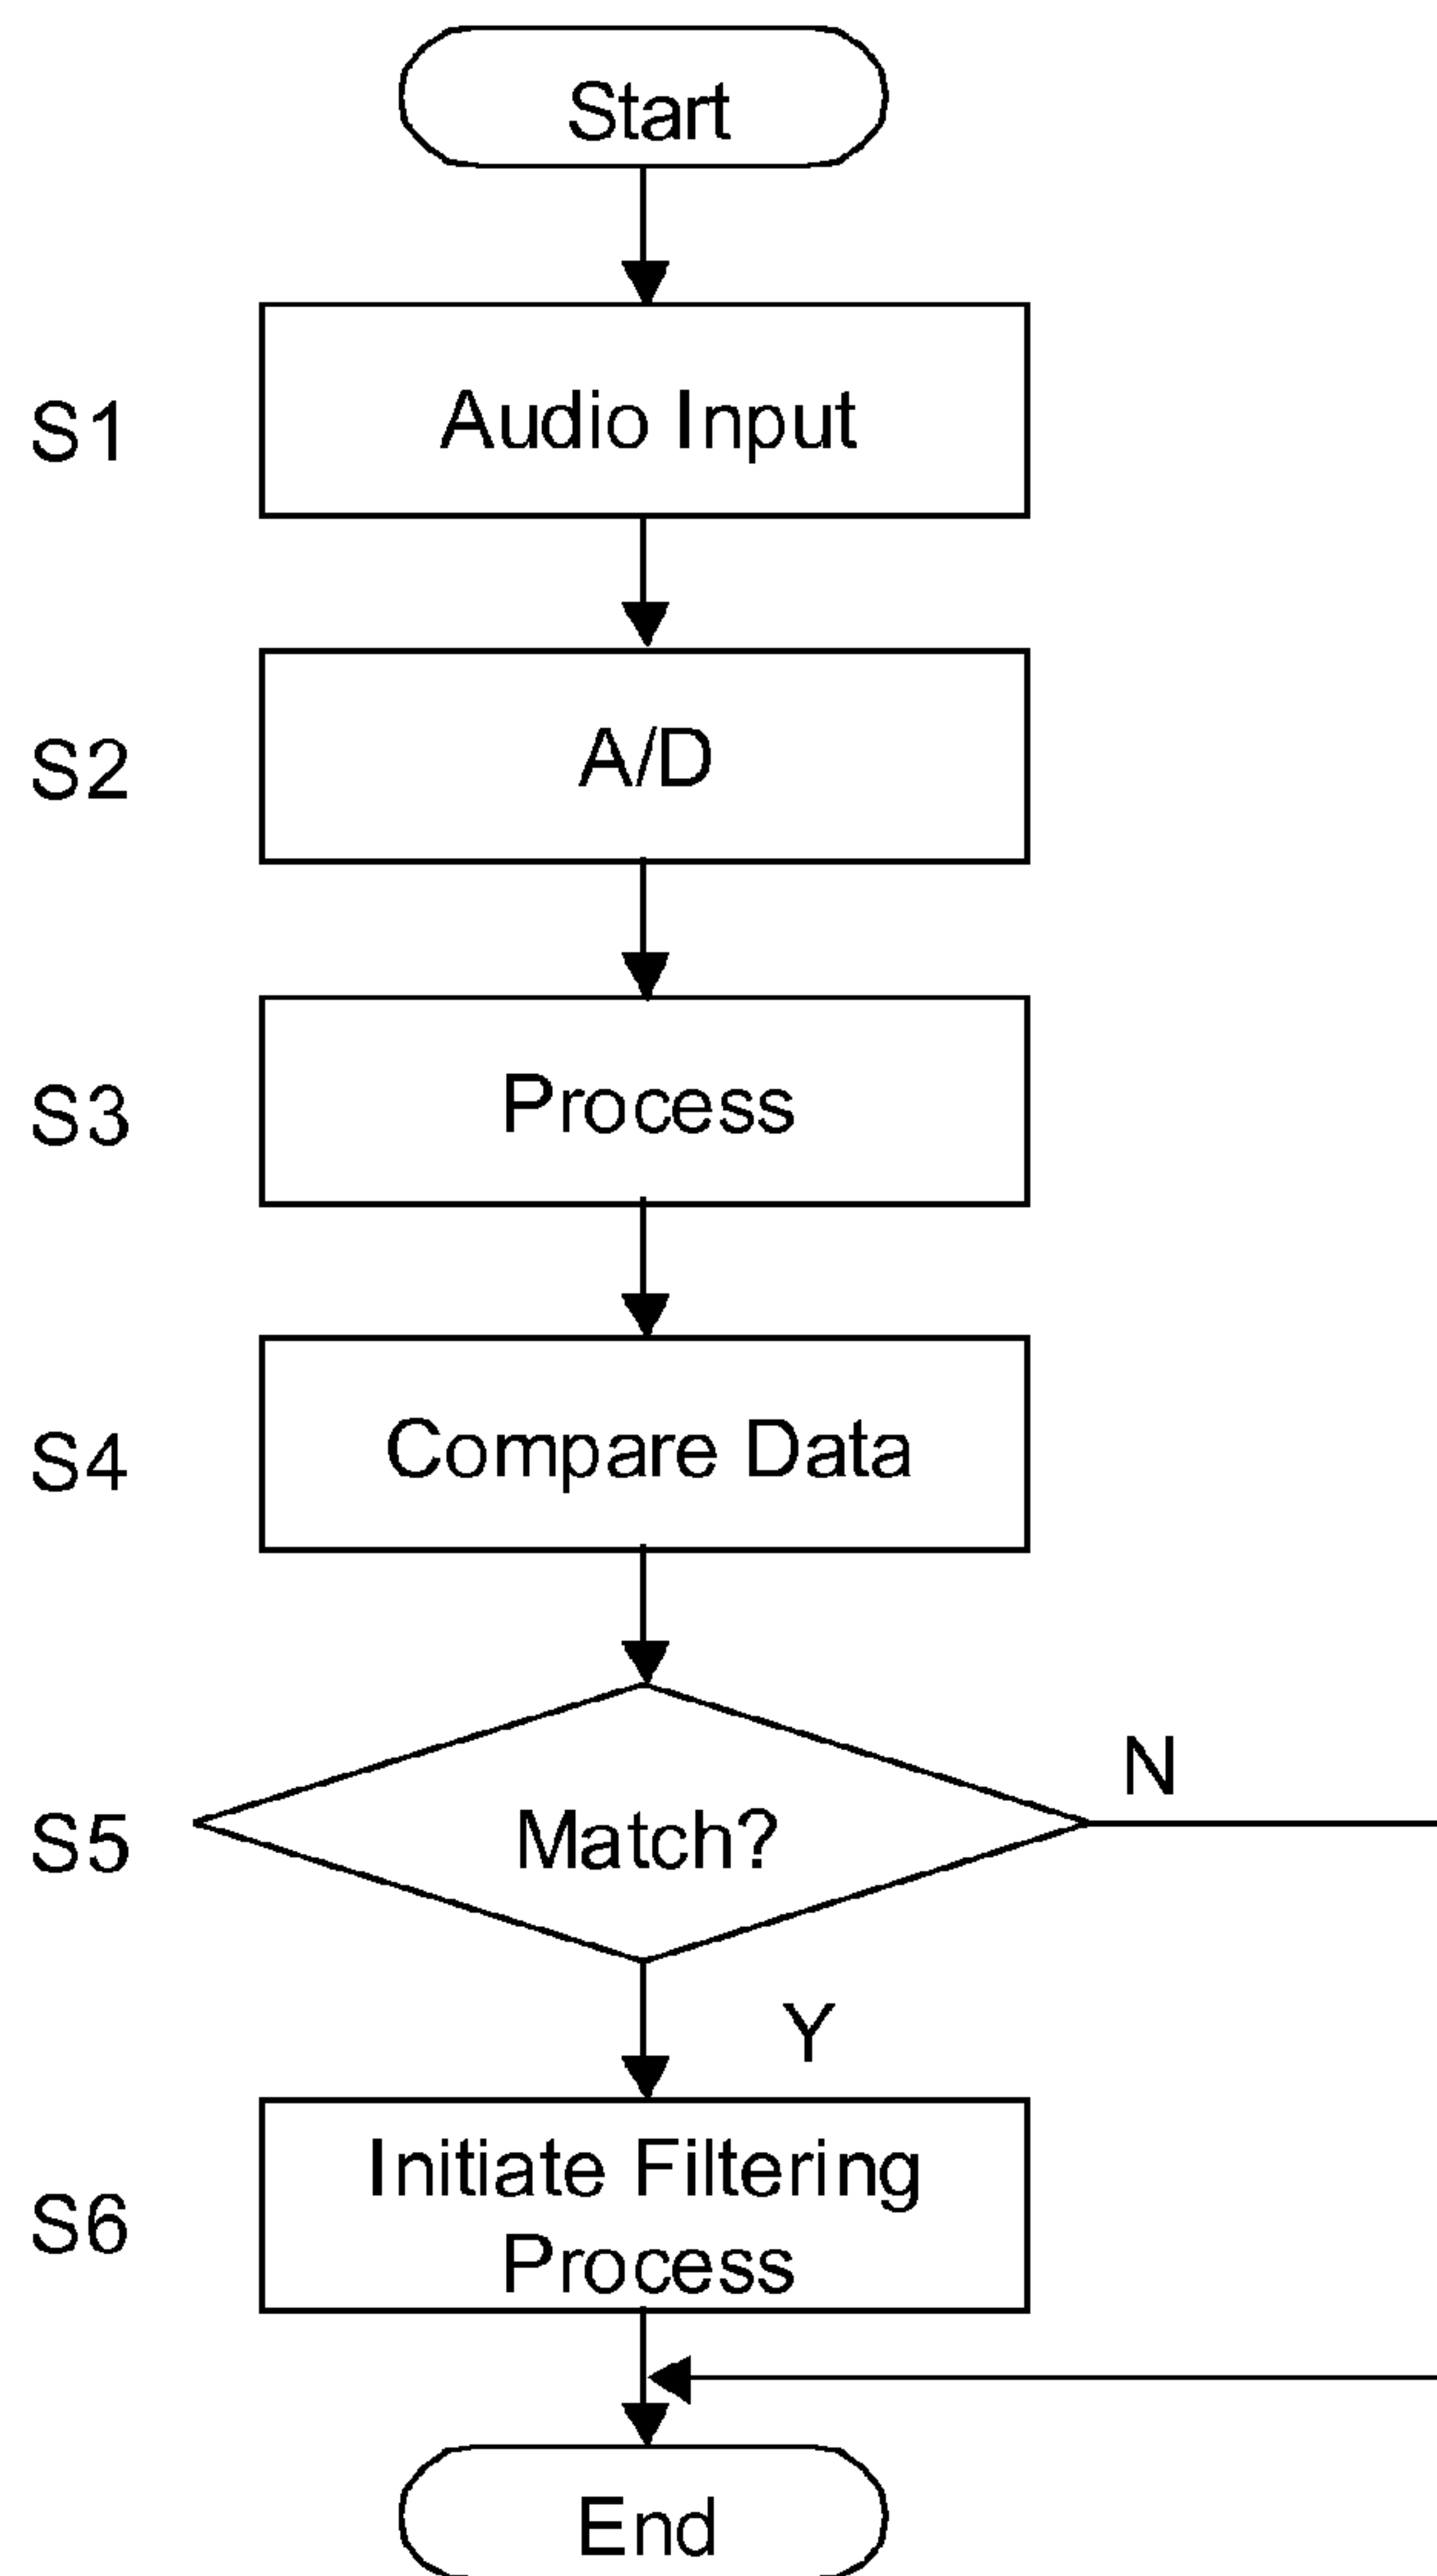 Start
S1
Audio Input
S2
A/D
S3
Process
S4
Compare Data
S5
Match?
N
Y
S6
Initiate Filtering
Process
End